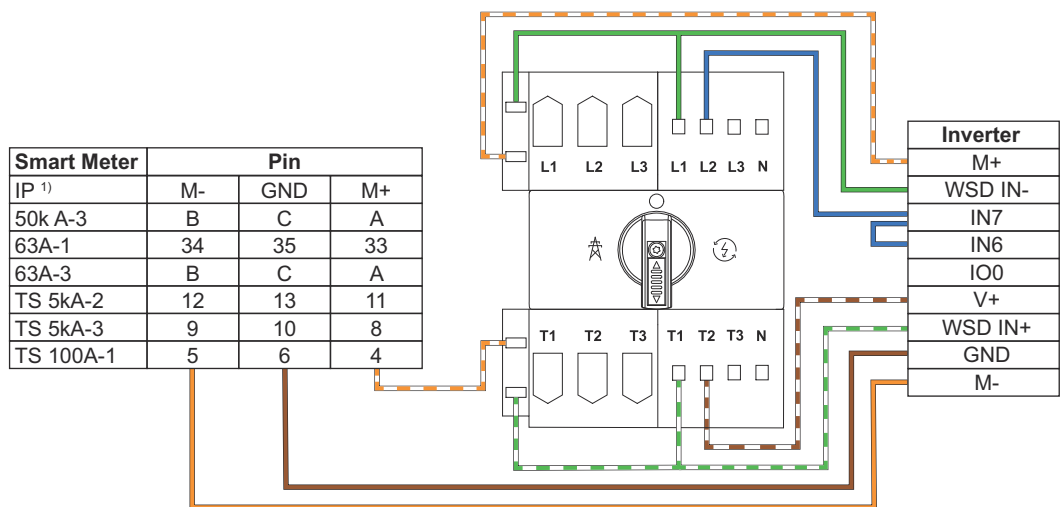 Smart Meter Pin
IP 1) M- GND M+
50k A-3 B C A
63A-1 34 35 33
63A-3 B C A
TS 5kA-2 12 13 11
TS 5kA-3 9 10 8
TS 100A-1 5 6 4
L1 L2 L3 L1 L2 L3 N
T1 T2 T3 T1 T2 T3 N
Inverter
M+
WSD IN-
IN7
IN6
IO0
V+
WSD IN+
GND
M-